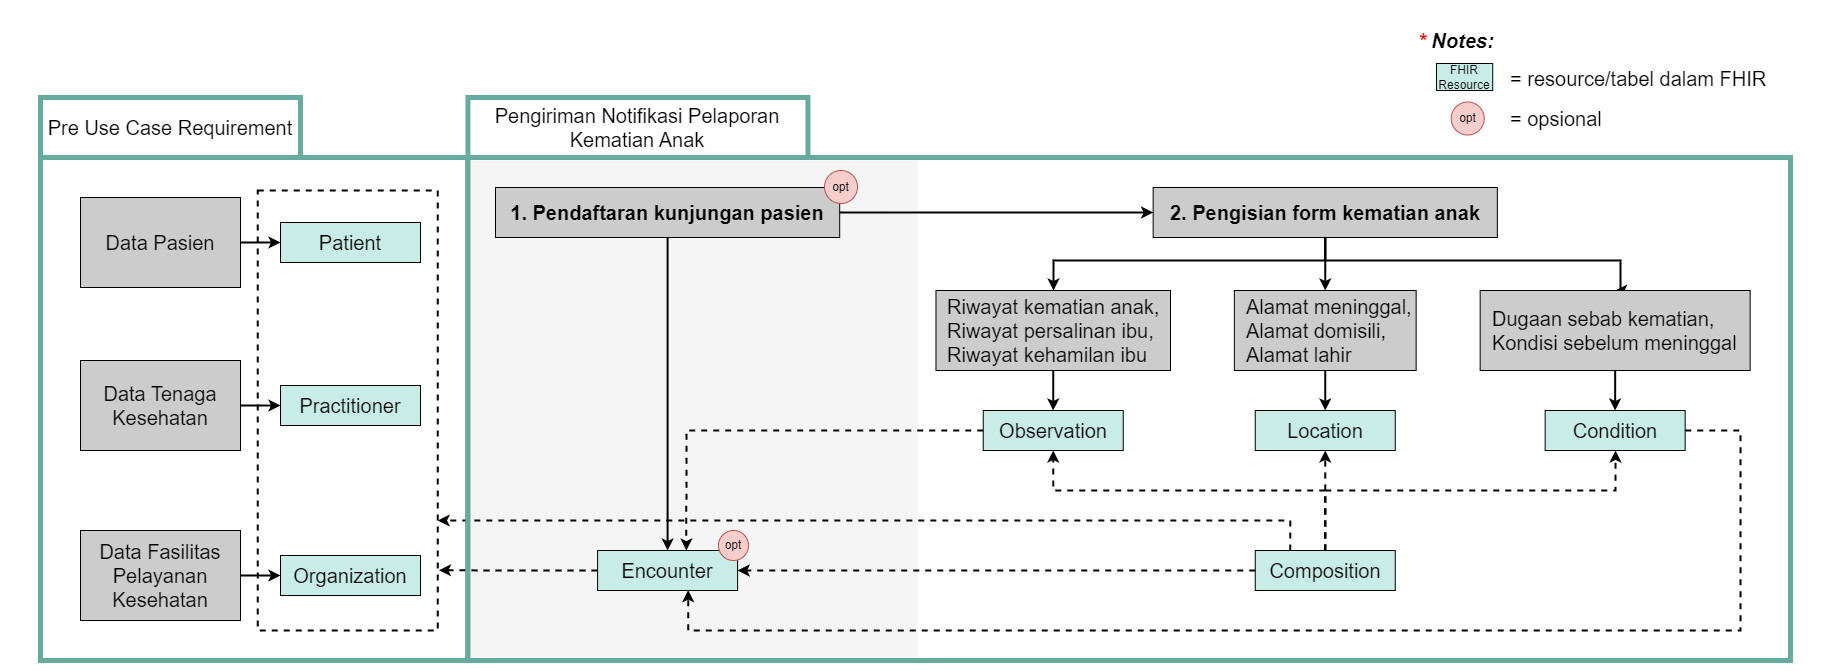 * Notes:
FHIR
Resource
= resource/tabel dalam FHIR
opt
= opsional
Pre Use Case Requirement
Pengiriman Notifikasi Pelaporan
Kematian Anak
Data Pasien
Patient
Data Tenaga
Kesehatan
Practitioner
Data Fasilitas
Pelayanan
Kesehatan
Organization
opt
1. Pendaftaran kunjungan pasien
2. Pengisian form kematian anak
Riwayat kematian anak,
Riwayat persalinan ibu,
Riwayat kehamilan ibu
Alamat meninggal,
Alamat domisili,
Alamat lahir
Dugaan sebab kematian,
Kondisi sebelum meninggal
Observation
Location
Condition
opt
Encounter
Composition